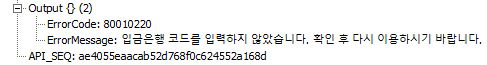 Output {} (2)
ErrorCode: 80010220
ErrorMessage: 입금은행 코드를 입력하지 않았습니다. 확인 후 다시 이용하시기 바랍니다.
API_SEQ: ae4055eaacab52d768f0c624552a168d